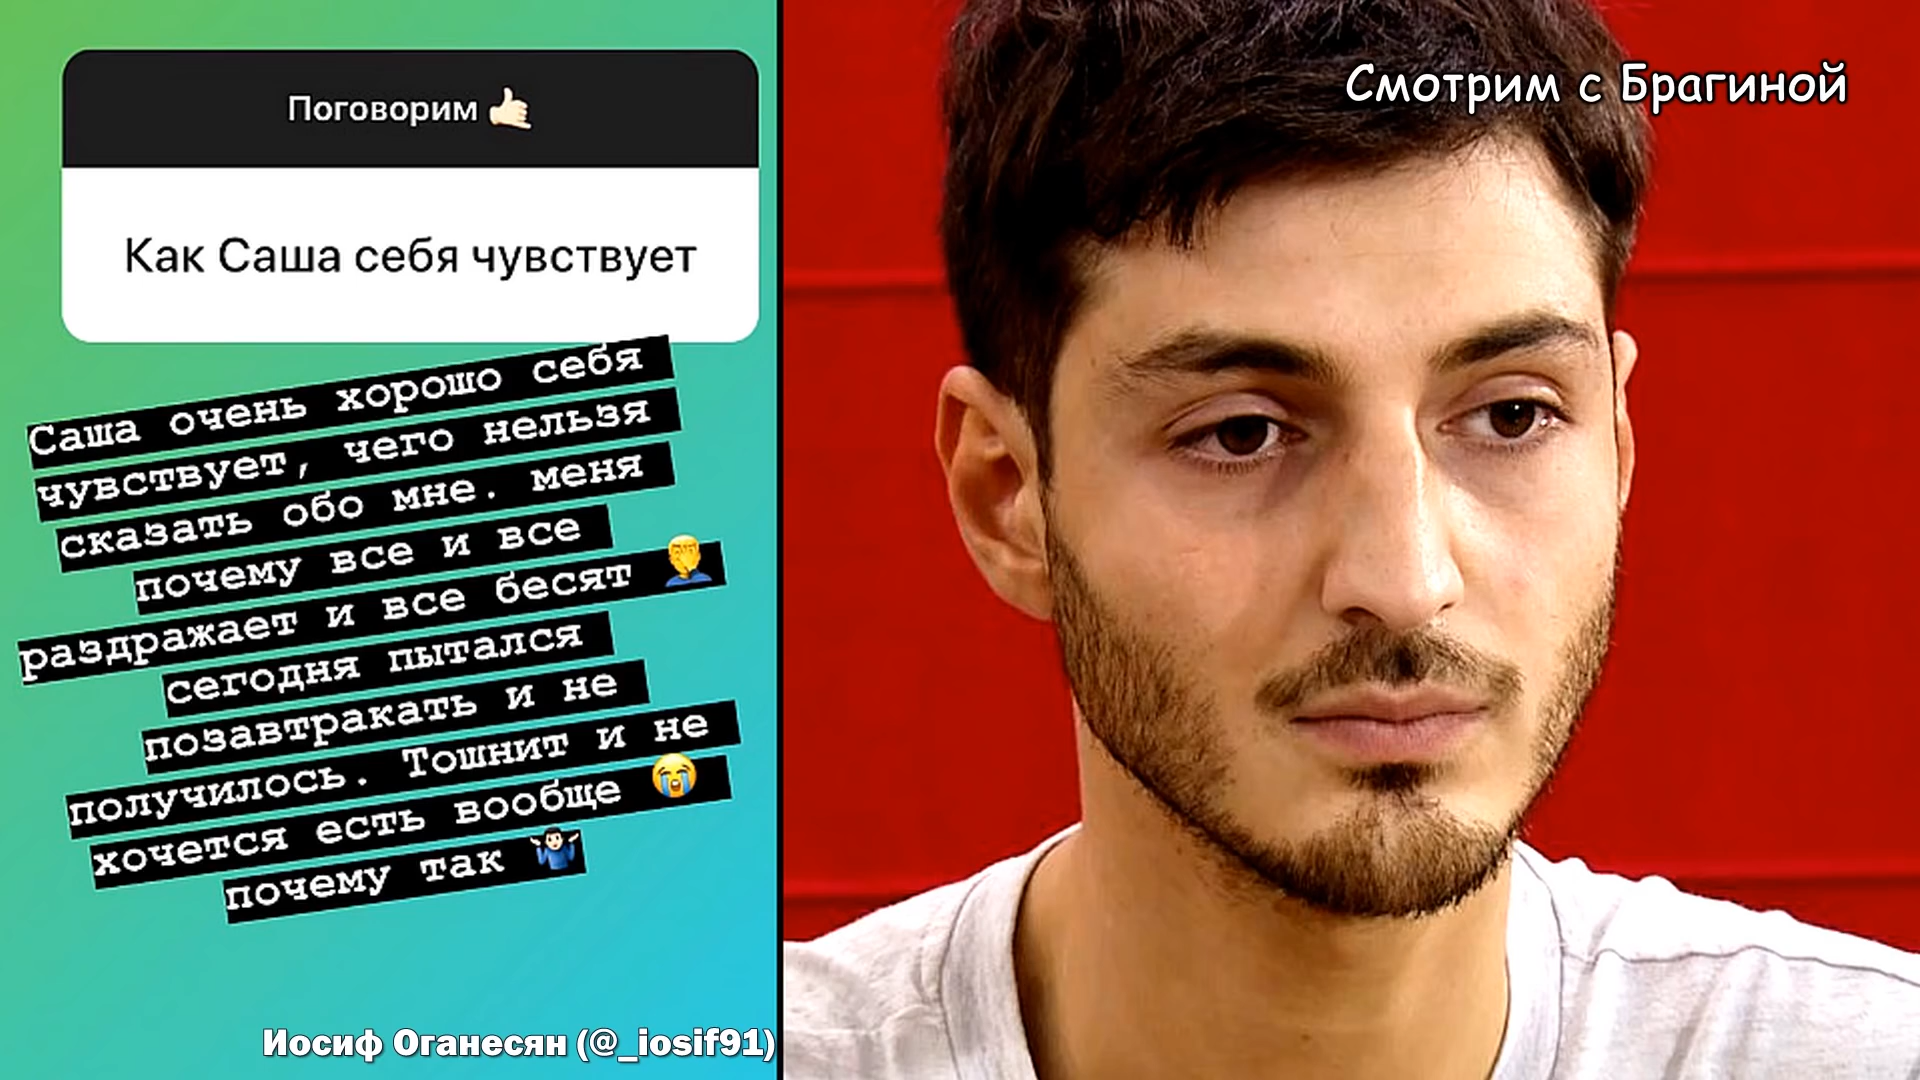 Поговорим 🤙🏻
Как Саша себя чувствует
Саша очень хорошо себя
чувствует, чего нельзя
сказать обо мне. меня
почему все и все
раздражает и все бесят 🤦‍♂️
сегодня пытался
позавтракать и не
получилось. Тошнит и не
хочется есть вообще 😭
почему так 🤷🏻‍♂️
Иосиф Оганесян (@_iosif91)
Смотрим с Брагиной